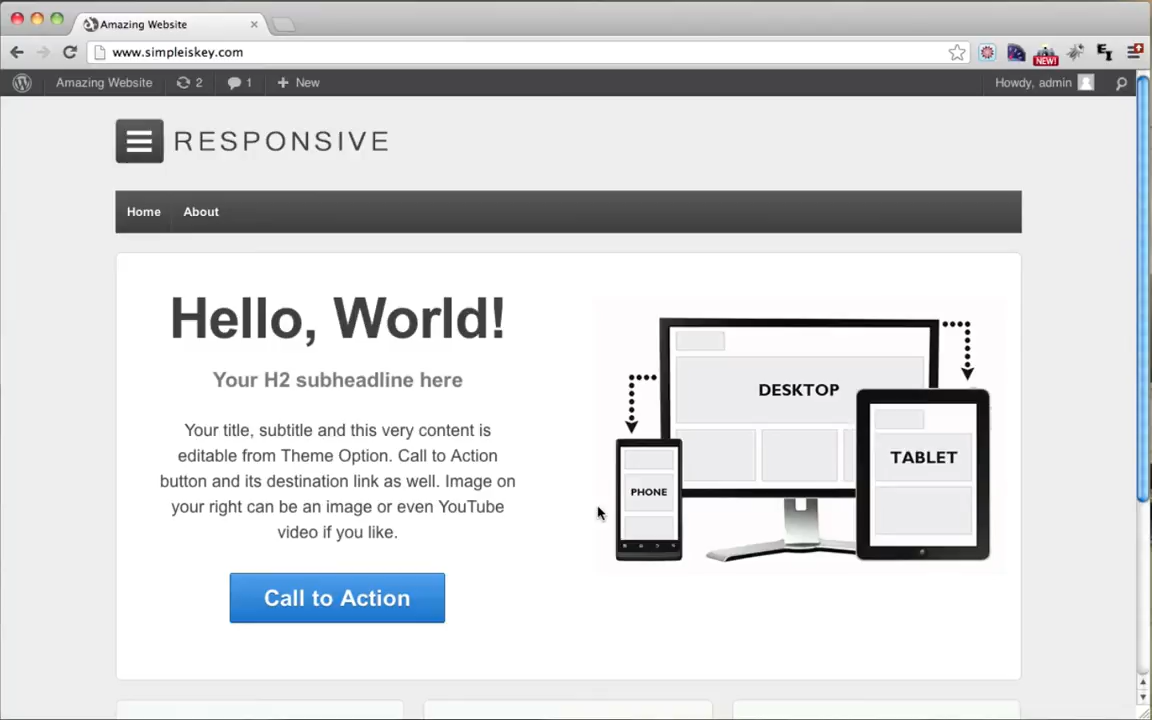 Amazing Website
www.simpleiskey.com
NEW!
Amazing Website 2 1 + New Howdy, admin
RESPONSIVE
Home About
Hello, World!
Your H2 subheadline here
Your title, subtitle and this very content is
editable from Theme Option. Call to Action
button and its destination link as well. Image on
your right can be an image or even YouTube
video if you like.
Call to Action
DESKTOP
TABLET
PHONE